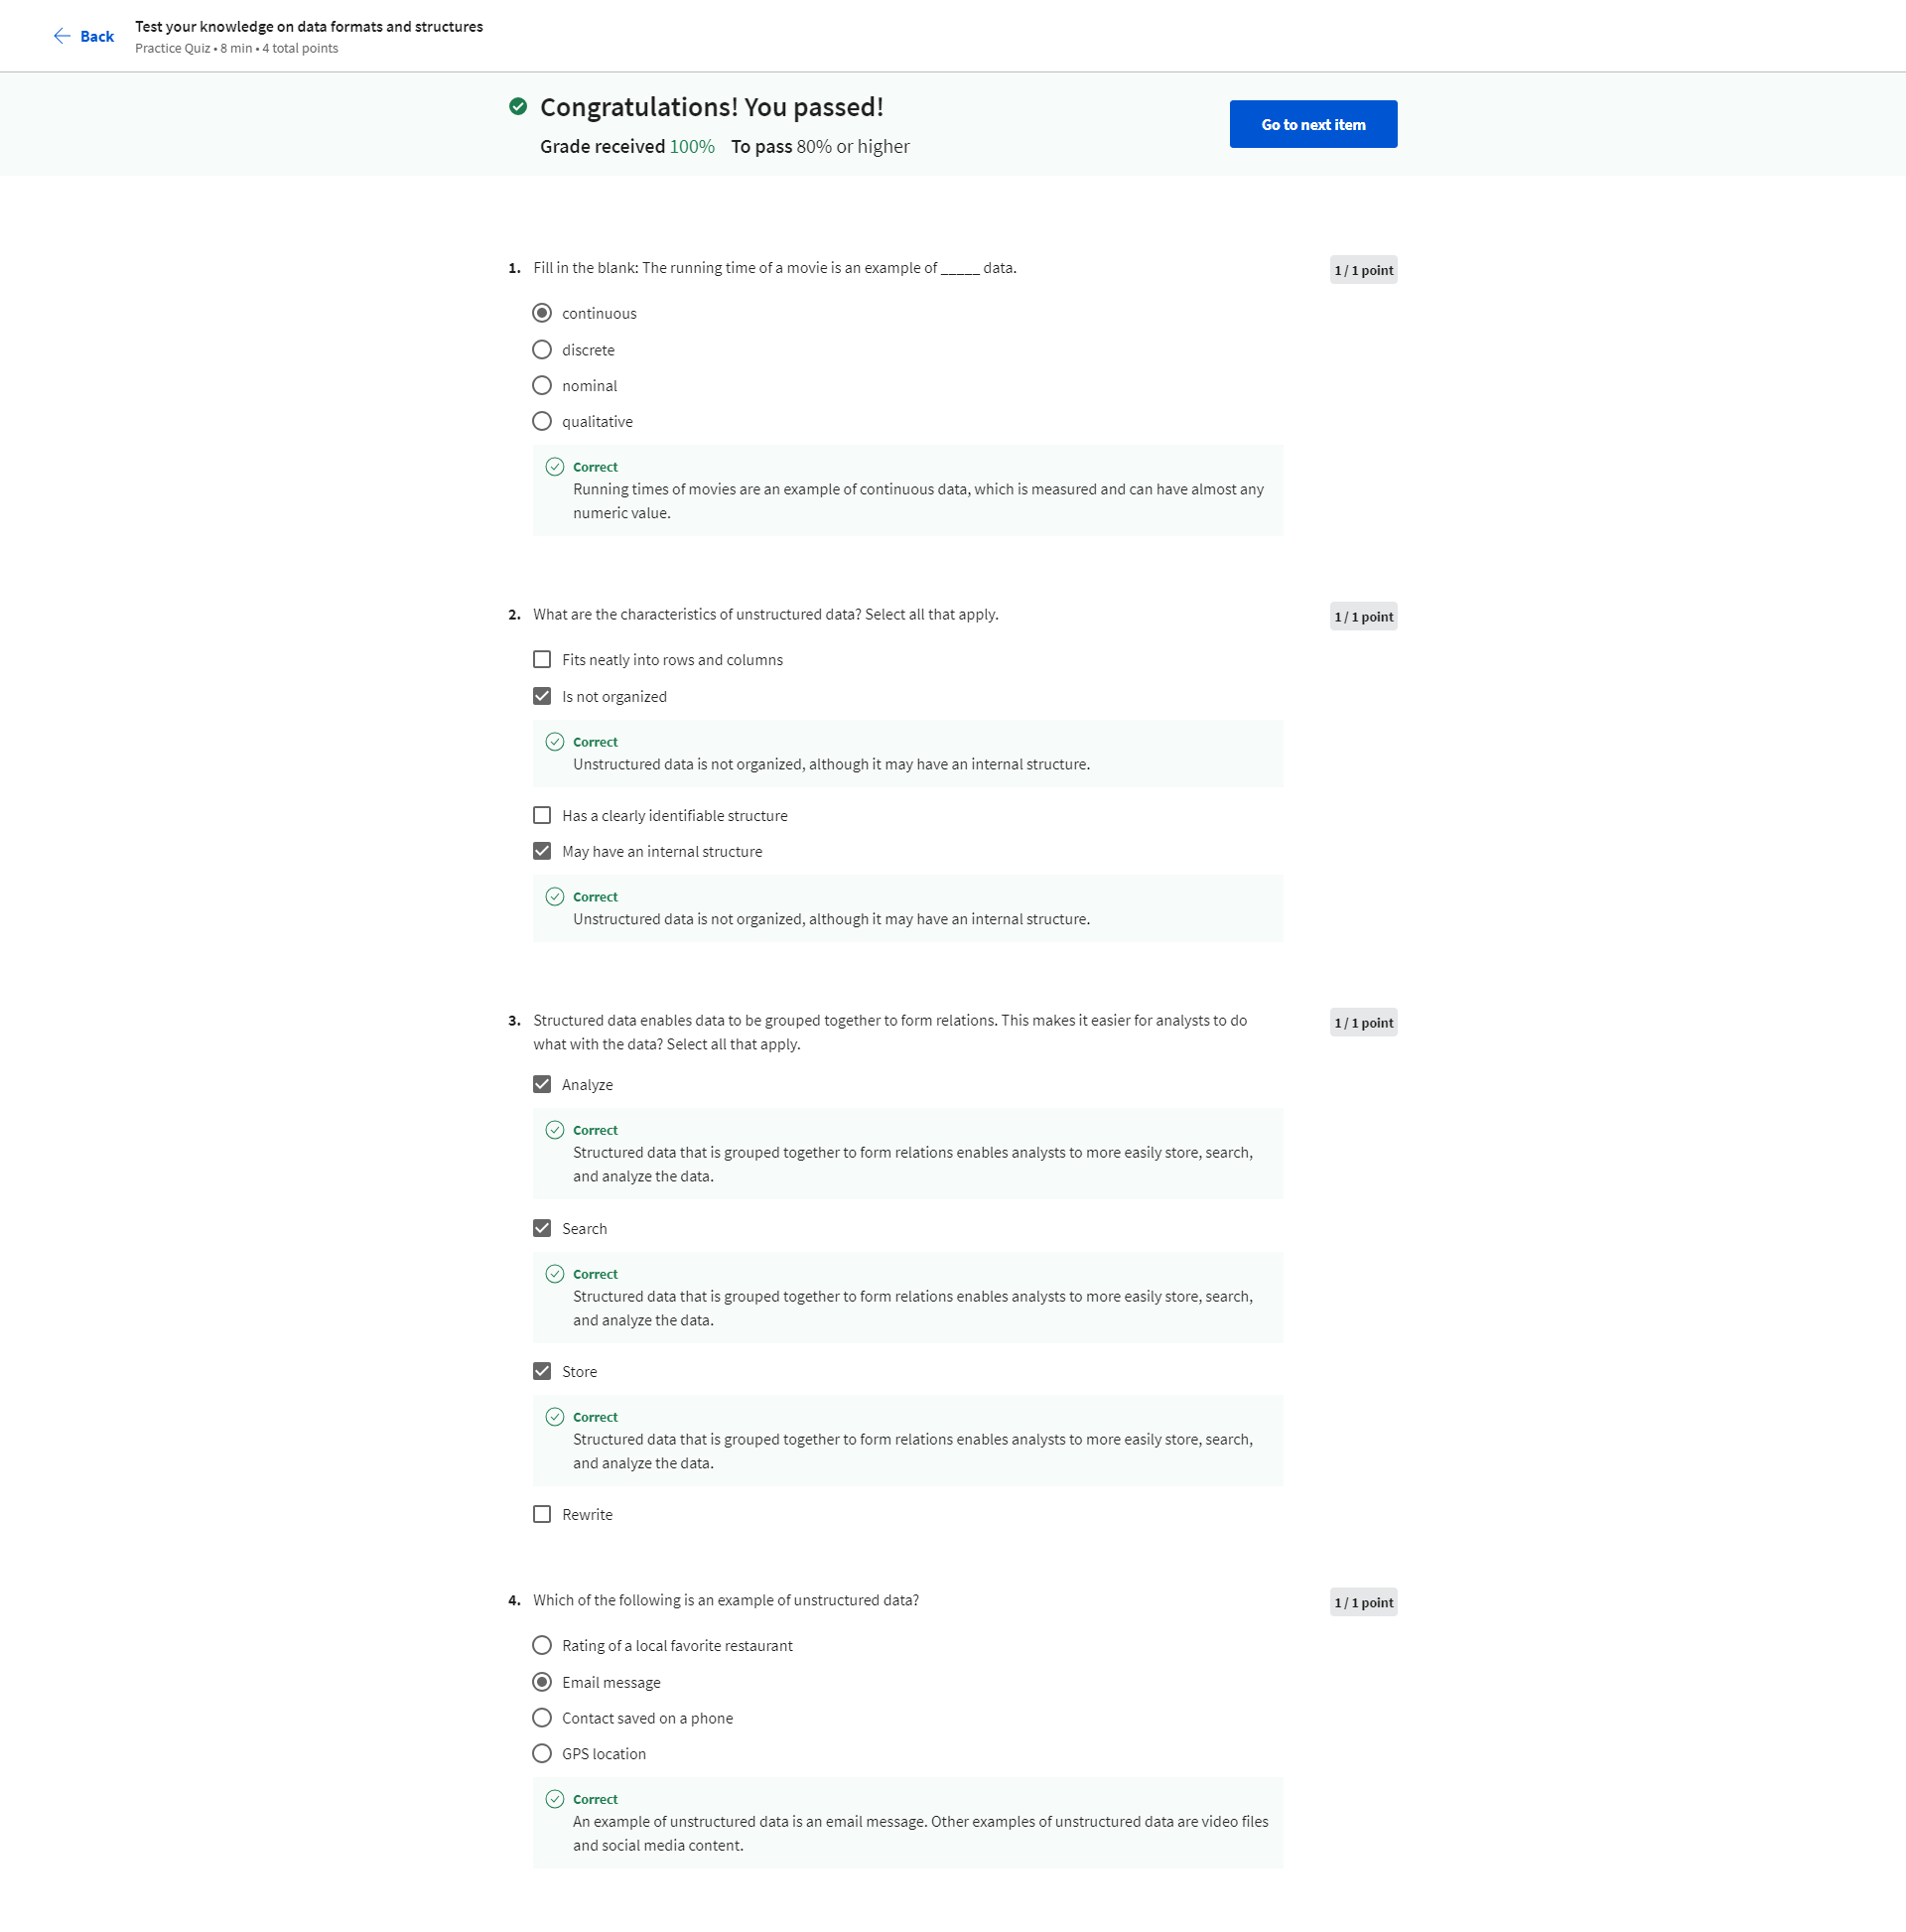 Back
Test your knowledge on data formats and structures
Practice Quiz • 8 min • 4 total points
Congratulations! You passed!
Grade received 100% To pass 80% or higher
Go to next item
1. Fill in the blank: The running time of a movie is an example of _____ data.
1 / 1 point
continuous
discrete
nominal
qualitative
Correct
Running times of movies are an example of continuous data, which is measured and can have almost any
numeric value.
2. What are the characteristics of unstructured data? Select all that apply.
1 / 1 point
Fits neatly into rows and columns
Is not organized
Correct
Unstructured data is not organized, although it may have an internal structure.
Has a clearly identifiable structure
May have an internal structure
Correct
Unstructured data is not organized, although it may have an internal structure.
3. Structured data enables data to be grouped together to form relations. This makes it easier for analysts to do
what with the data? Select all that apply.
1 / 1 point
Analyze
Correct
Structured data that is grouped together to form relations enables analysts to more easily store, search,
and analyze the data.
Search
Correct
Structured data that is grouped together to form relations enables analysts to more easily store, search,
and analyze the data.
Store
Correct
Structured data that is grouped together to form relations enables analysts to more easily store, search,
and analyze the data.
Rewrite
4. Which of the following is an example of unstructured data?
1 / 1 point
Rating of a local favorite restaurant
Email message
Contact saved on a phone
GPS location
Correct
An example of unstructured data is an email message. Other examples of unstructured data are video files
and social media content.